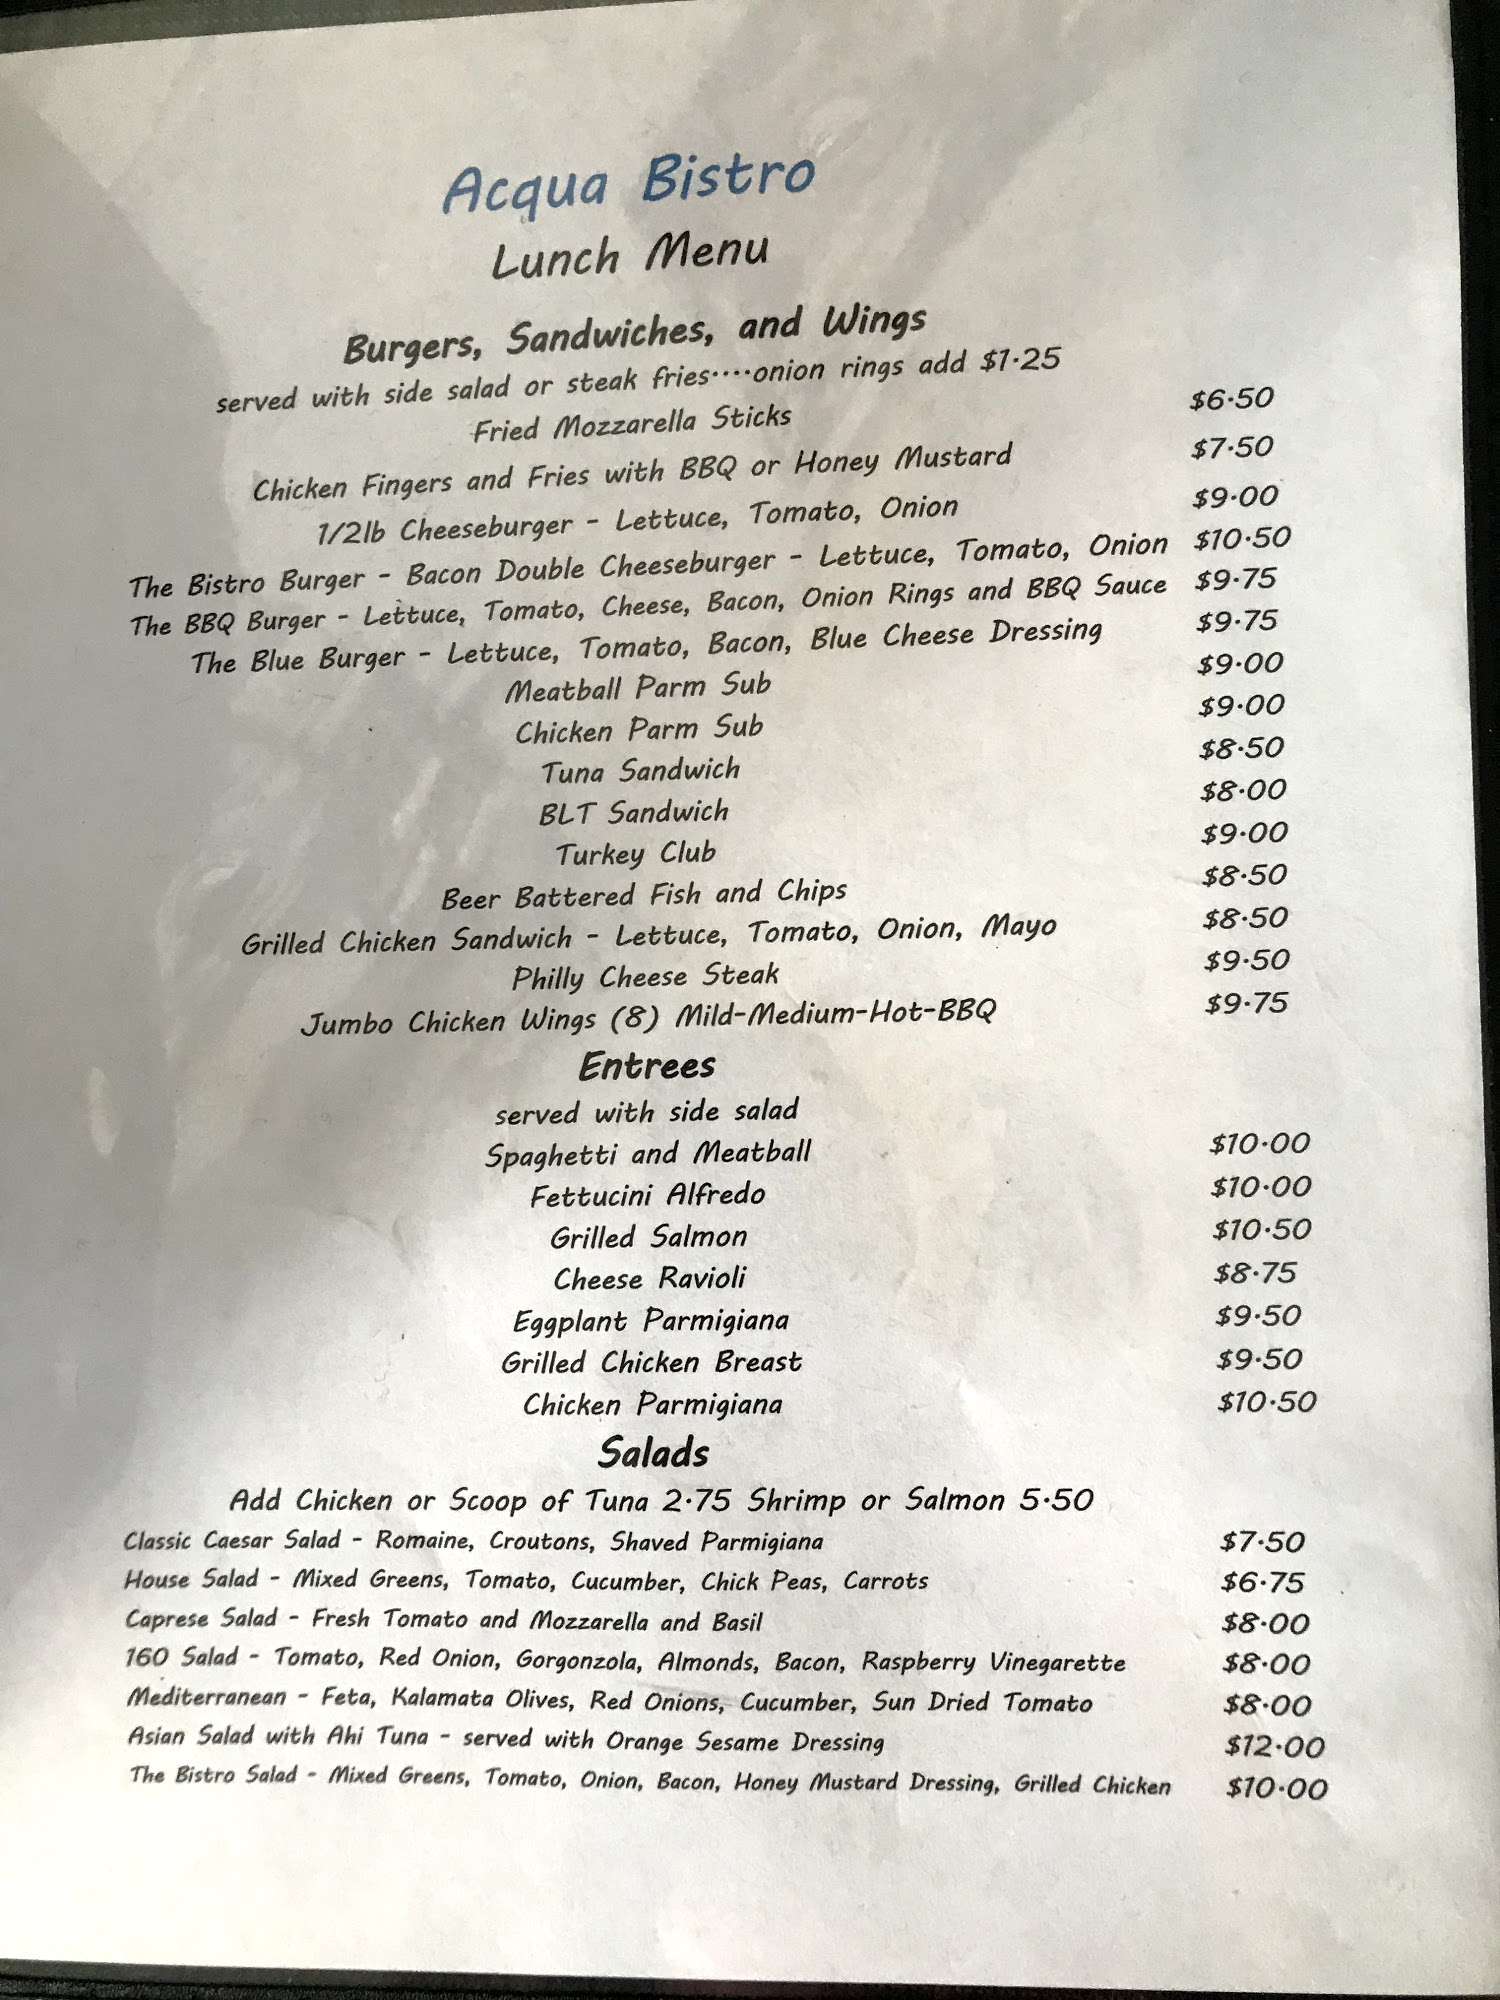 Acqua Bistro
Lunch Menu
Burgers, Sandwiches, and Wings
served with side salad or steak fries····onion rings add $1·25
Fried Mozzarella Sticks $6·50
Chicken Fingers and Fries with BBQ or Honey Mustard $7·50
1/2lb Cheeseburger - Lettuce, Tomato, Onion $9·00
The Bistro Burger - Bacon Double Cheeseburger - Lettuce, Tomato, Onion $10·50
The BBQ Burger - Lettuce, Tomato, Cheese, Bacon, Onion Rings and BBQ Sauce $9·75
The Blue Burger - Lettuce, Tomato, Bacon, Blue Cheese Dressing $9·75
Meatball Parm Sub $9·00
Chicken Parm Sub $9·00
Tuna Sandwich $8·50
BLT Sandwich $8·00
Turkey Club $9·00
Beer Battered Fish and Chips $8·50
Grilled Chicken Sandwich - Lettuce, Tomato, Onion, Mayo $8·50
Philly Cheese Steak $9·50
Jumbo Chicken Wings (8) Mild-Medium-Hot-BBQ $9·75
Entrees
served with side salad
Spaghetti and Meatball $10·00
Fettucini Alfredo $10·00
Grilled Salmon $10·50
Cheese Ravioli $8·75
Eggplant Parmigiana $9·50
Grilled Chicken Breast $9·50
Chicken Parmigiana $10·50
Salads
Add Chicken or Scoop of Tuna 2·75 Shrimp or Salmon 5·50
Classic Caesar Salad - Romaine, Croutons, Shaved Parmigiana $7·50
House Salad - Mixed Greens, Tomato, Cucumber, Chick Peas, Carrots $6·75
Caprese Salad - Fresh Tomato and Mozzarella and Basil $8·00
160 Salad - Tomato, Red Onion, Gorgonzola, Almonds, Bacon, Raspberry Vinegarette $8·00
Mediterranean - Feta, Kalamata Olives, Red Onions, Cucumber, Sun Dried Tomato $8·00
Asian Salad with Ahi Tuna - served with Orange Sesame Dressing $12·00
The Bistro Salad - Mixed Greens, Tomato, Onion, Bacon, Honey Mustard Dressing, Grilled Chicken $10·00